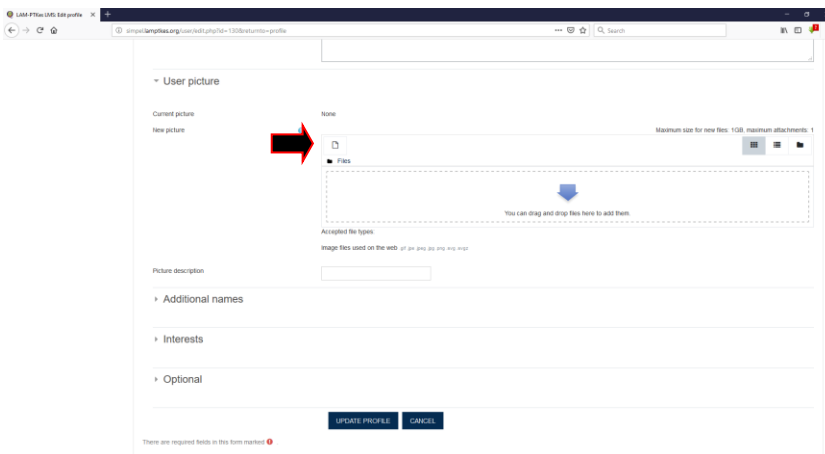 LAM-PTKes LMS: Edit profile
simpel.lamptkes.org/user/edit.php?id=130&returnto=profile
Search
User picture
Current picture
None
New picture
Maximum size for new files: 1GB, maximum attachments: 1
Files
You can drag and drop files here to add them.
Accepted file types:
Image files used on the web
Picture description
Additional names
Interests
Optional
UPDATE PROFILE
CANCEL
There are required fields in this form marked